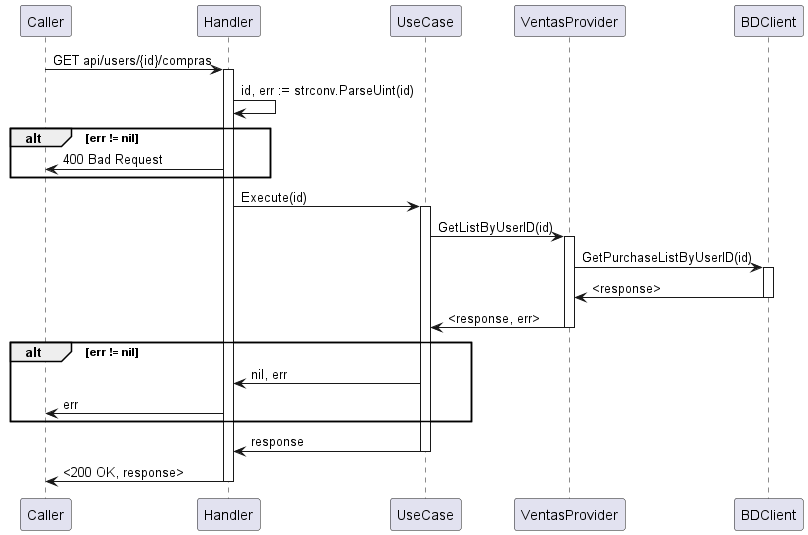 Caller Handler UseCase VentasProvider BDClient
GET api/users/{id}/compras
id, err := strconv.ParseUint(id)
alt [err != nil]
400 Bad Request
Execute(id)
GetListByUserID(id)
GetPurchaseListByUserID(id)
<response>
<response, err>
alt [err != nil]
nil, err
err
response
<200 OK, response>
Caller Handler UseCase VentasProvider BDClient